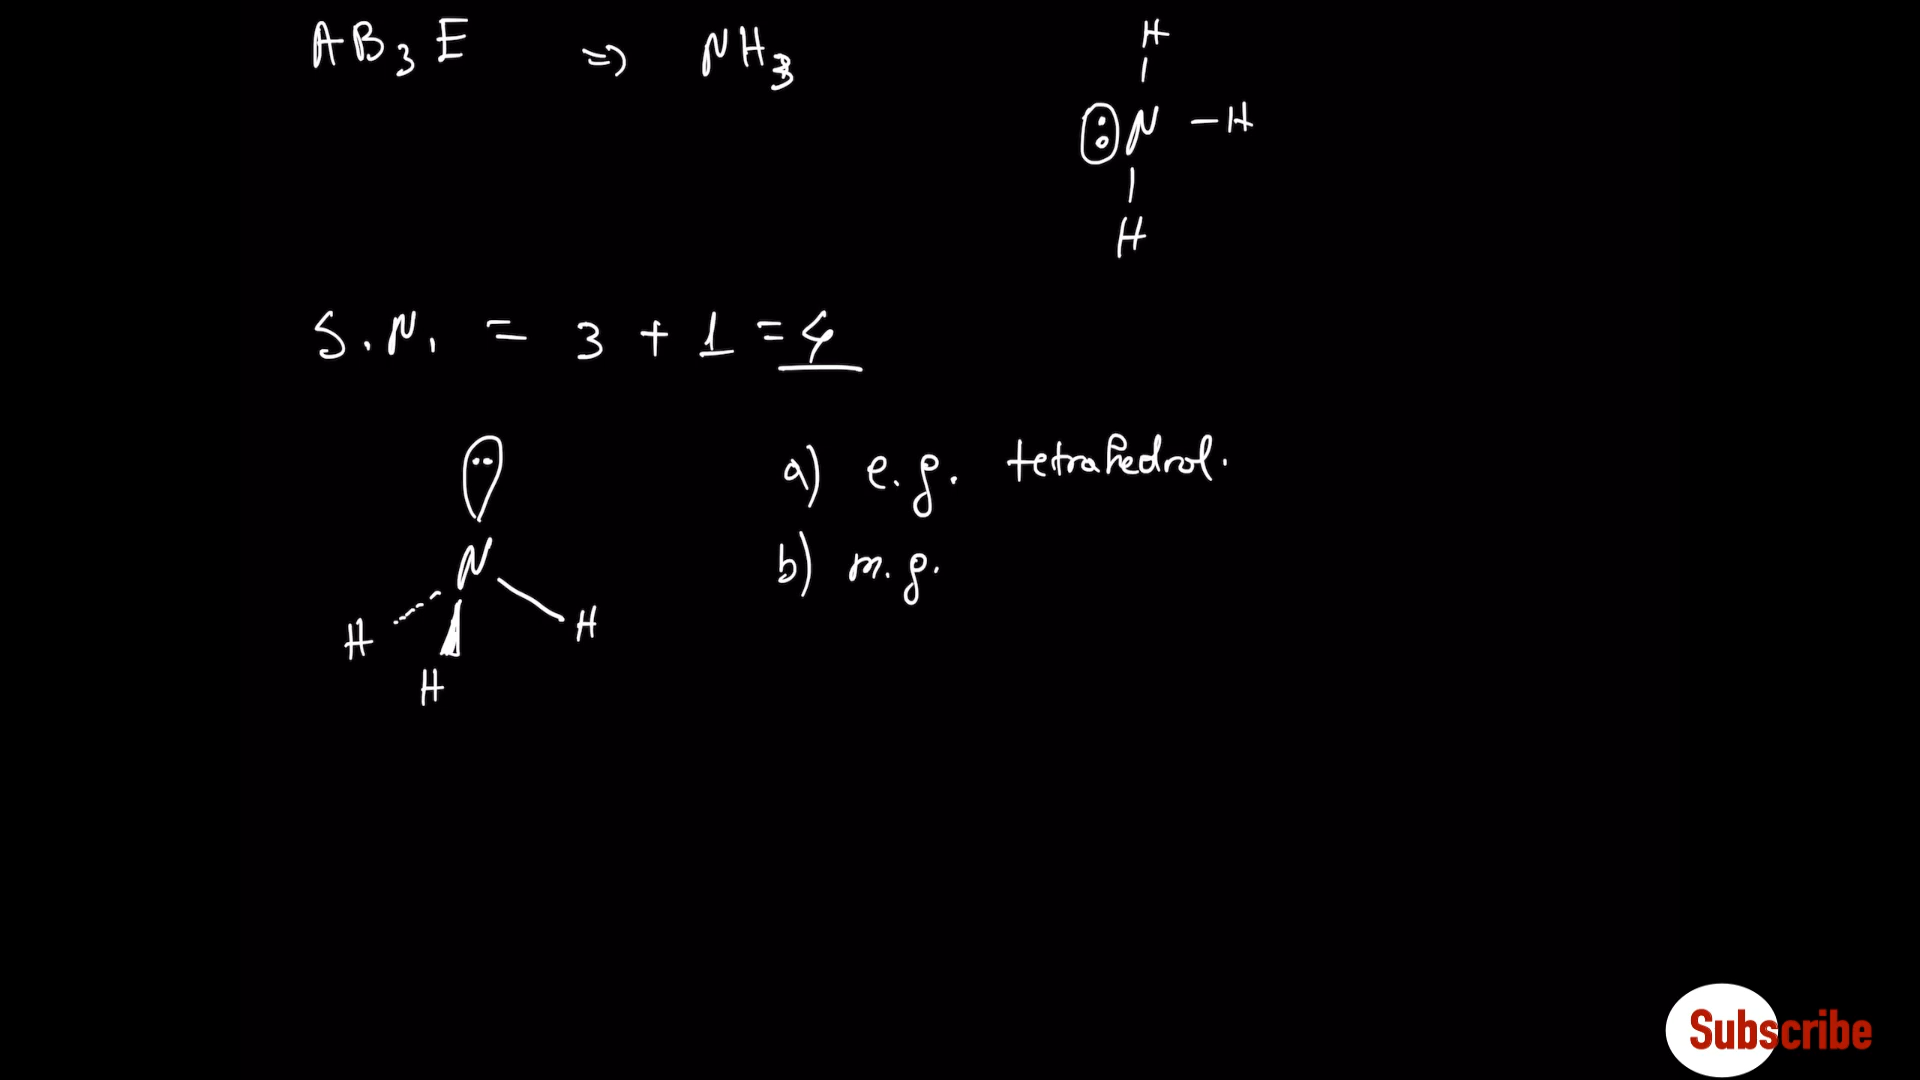 AB₃E ⇒ NH₃
H
:N-H
H
S.N. = 3 + 1 = 4
N
H H
H
a) e.g. tetrahedral.
b) m.g.
Subscribe